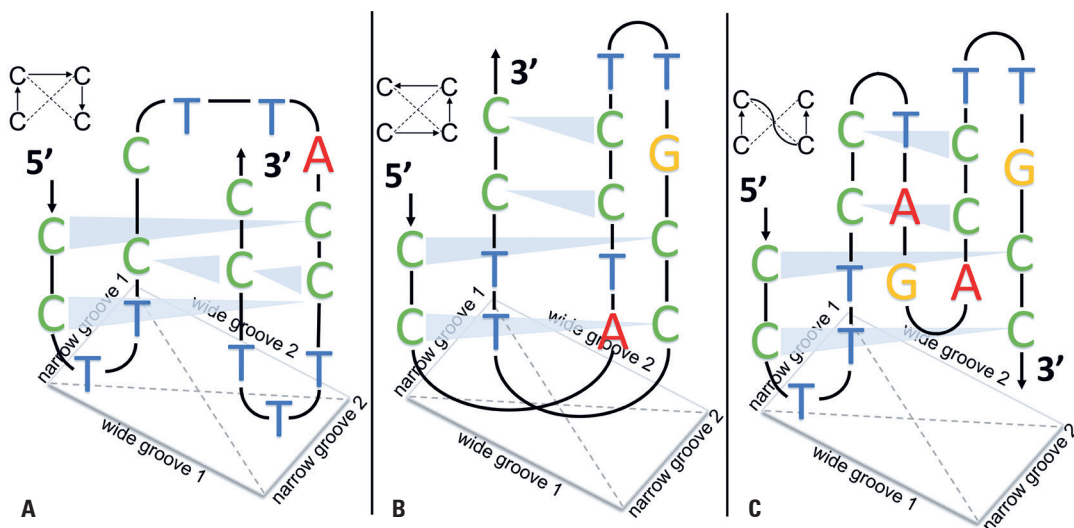 C C
C C
T T
C A
5' 3'
C
C C
C C C
C T
T T
T
T
narrow groove 1
wide groove 2
wide groove 1
narrow groove 2
A
C C
C C
3'
T T
C C
G
5'
C C
C C
T T
C T A C
narrow groove 1
wide groove 2
wide groove 1
narrow groove 2
B
C C
C C
T T
C T C
G
5'
C A C
C C
T G A
C T C
3'
T
narrow groove 1
wide groove 2
wide groove 1
narrow groove 2
C